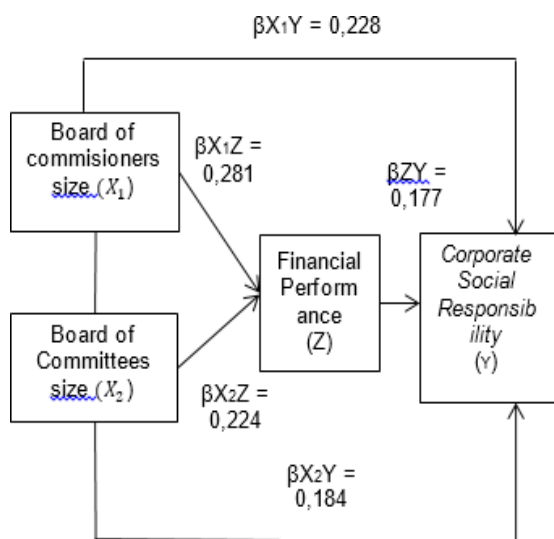 βX₁Y = 0,228
Board of
commisioners
size (X₁)
βX₁Z =
0,281
βZY =
0,177
Financial
Perform
ance
(Z)
Corporate
Social
Responsib
ility
(Y)
Board of
Committees
size (X₂)
βX₂Z =
0,224
βX₂Y =
0,184